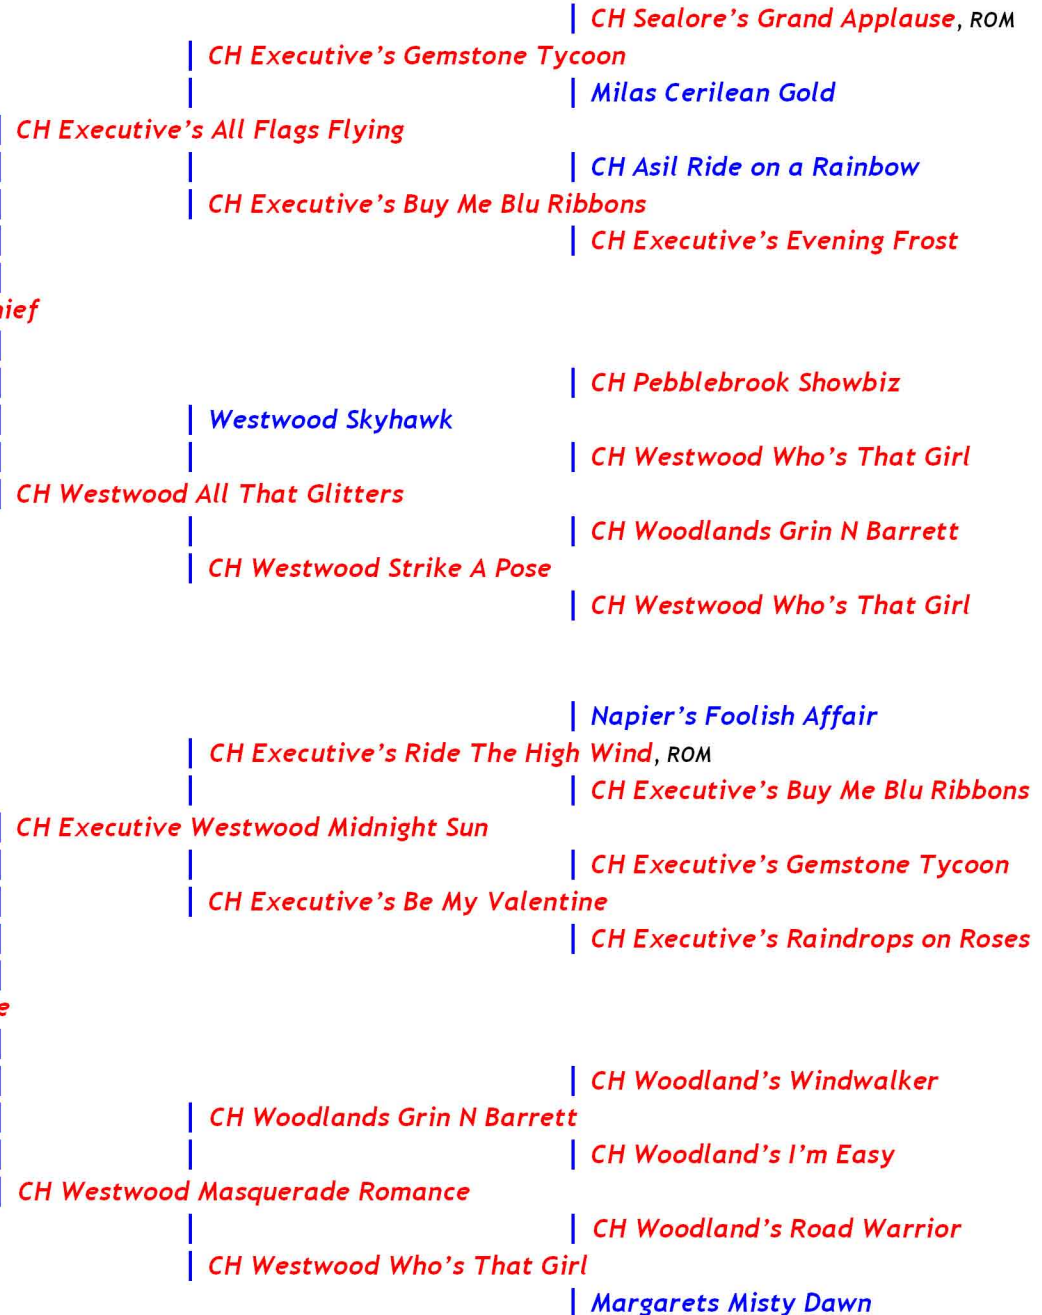 CH Sealore’s Grand Applause, ROM
CH Executive’s Gemstone Tycoon
Milas Cerilean Gold
CH Executive’s All Flags Flying
CH Asil Ride on a Rainbow
CH Executive’s Buy Me Blu Ribbons
CH Executive’s Evening Frost
CH Pebblebrook Showbiz
Westwood Skyhawk
CH Westwood Who’s That Girl
CH Westwood All That Glitters
CH Woodlands Grin N Barrett
CH Westwood Strike A Pose
CH Westwood Who’s That Girl
Napier’s Foolish Affair
CH Executive’s Ride The High Wind, ROM
CH Executive’s Buy Me Blu Ribbons
CH Executive Westwood Midnight Sun
CH Executive’s Gemstone Tycoon
CH Executive’s Be My Valentine
CH Executive’s Raindrops on Roses
CH Woodland’s Windwalker
CH Woodlands Grin N Barrett
CH Woodland’s I’m Easy
CH Westwood Masquerade Romance
CH Woodland’s Road Warrior
CH Westwood Who’s That Girl
Margarets Misty Dawn